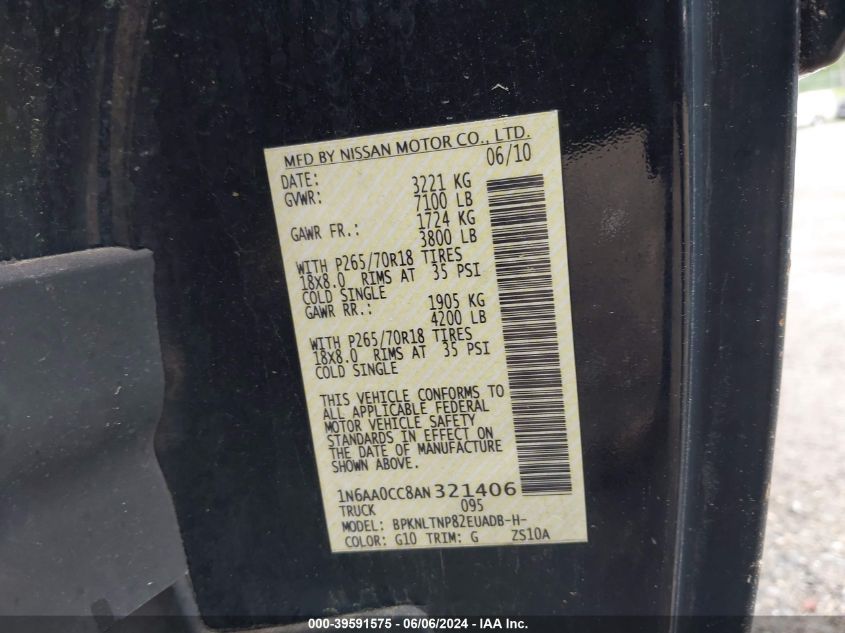 MFD BY NISSAN MOTOR CO., LTD.
DATE: 06/10
GVWR: 3221 KG
7100 LB
GAWR FR.: 1724 KG
3800 LB
WITH P265/70R18 TIRES
18X8.0 RIMS AT 35 PSI
COLD SINGLE
GAWR RR.: 1905 KG
4200 LB
WITH P265/70R18 TIRES
18X8.0 RIMS AT 35 PSI
COLD SINGLE
THIS VEHICLE CONFORMS TO
ALL APPLICABLE FEDERAL
MOTOR VEHICLE SAFETY
STANDARDS IN EFFECT ON
THE DATE OF MANUFACTURE
SHOWN ABOVE.
1N6AA0CC8AN321406
TRUCK 095
MODEL: BPKNLTNP82EUADB-H-
COLOR: G10 TRIM: G ZS10A
000-39591575 - 06/06/2024 - IAA Inc.